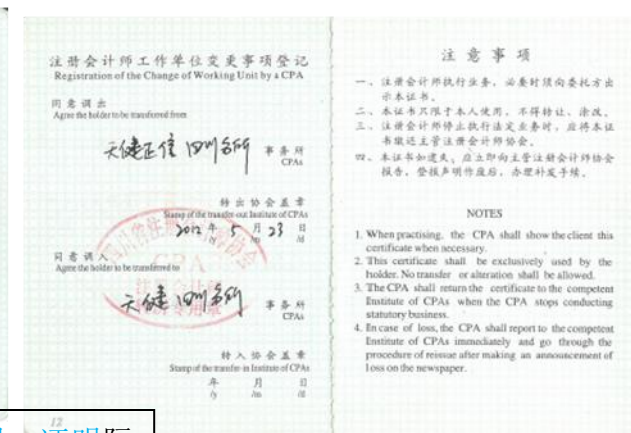 注册会计师工作单位变更事项登记
Registration of the Change of Working Unit by a CPA
同意调出
Agree the holder to be transferred from
天健正信四川分所 事务所
CPAs
转出协会盖章
Stamp of the transfer-out Institute of CPAs
2012 年 5 月 23 日
/y /m /d
同意调入
Agree the holder to be transferred to
天健四川分所 事务所
CPAs
转入协会盖章
Stamp of the transfer-in Institute of CPAs
年 月 日
/y /m /d
12
证明
注意事项
一、注册会计师执行业务,必要时须向委托方出
示本证书。
二、本证书只限于本人使用,不得转让、涂改。
三、注册会计师停止执行法定业务时,应将本证
书缴还主管注册会计师协会。
四、本证书如遗失,应立即向主管注册会计师协会
报告,登报声明作废后,办理补发手续。
NOTES
1. When practising, the CPA shall show the client this
certificate when necessary.
2. This certificate shall be exclusively used by the
holder. No transfer or alteration shall be allowed.
3. The CPA shall return the certificate to the competent
Institute of CPAs when the CPA stops conducting
statutory business.
4. In case of loss, the CPA shall report to the competent
Institute of CPAs immediately and go through the
procedure of reissue after making an announcement of
loss on the newspaper.